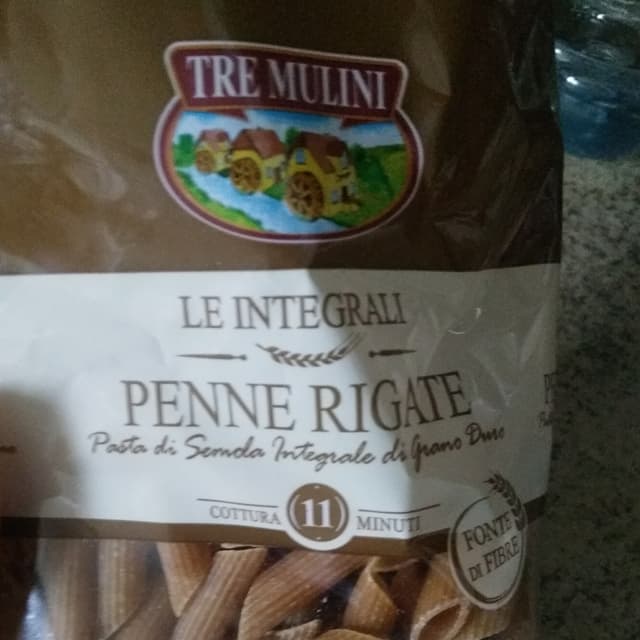 TRE MULINI
LE INTEGRALI
PENNE RIGATE
Pasta di Semola Integrale di Grano Duro
COTTURA 11 MINUTI
FONTE
DI FIBRE